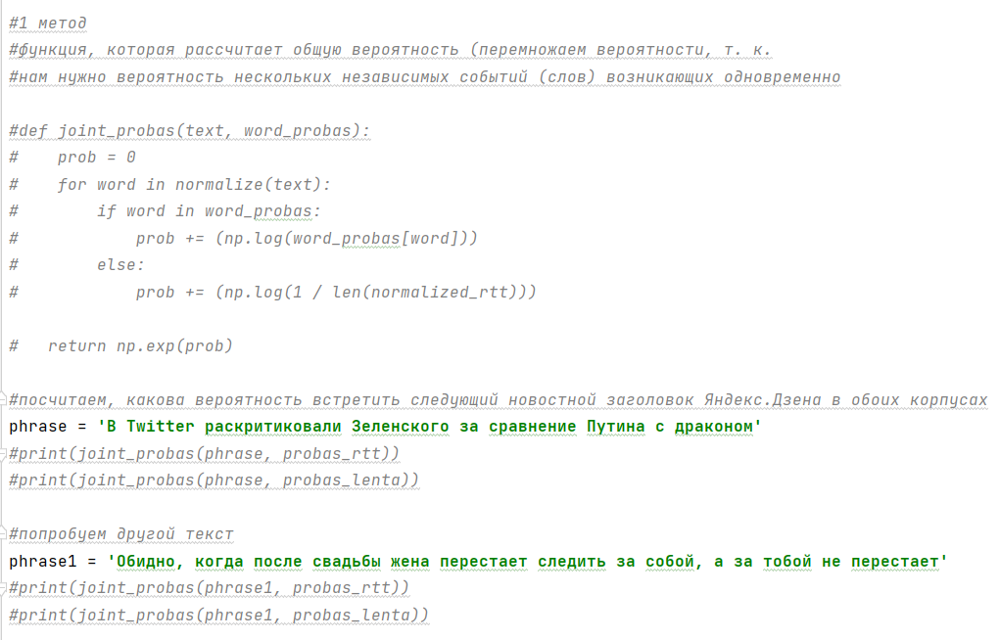 #1 метод
#функция, которая рассчитает общую вероятность (перемножаем вероятности, т. к.
#нам нужно вероятность нескольких независимых событий (слов) возникающих одновременно
#def joint_probas(text, word_probas):
#    prob = 0
#    for word in normalize(text):
#        if word in word_probas:
#            prob += (np.log(word_probas[word]))
#        else:
#            prob += (np.log(1 / len(normalized_rtt)))
#   return np.exp(prob)
#посчитаем, какова вероятность встретить следующий новостной заголовок Яндекс.Дзена в обоих корпусах
phrase = 'В Twitter раскритиковали Зеленского за сравнение Путина с драконом'
#print(joint_probas(phrase, probas_rtt))
#print(joint_probas(phrase, probas_lenta))
#попробуем другой текст
phrase1 = 'Обидно, когда после свадьбы жена перестает следить за собой, а за тобой не перестает'
#print(joint_probas(phrase1, probas_rtt))
#print(joint_probas(phrase1, probas_lenta))